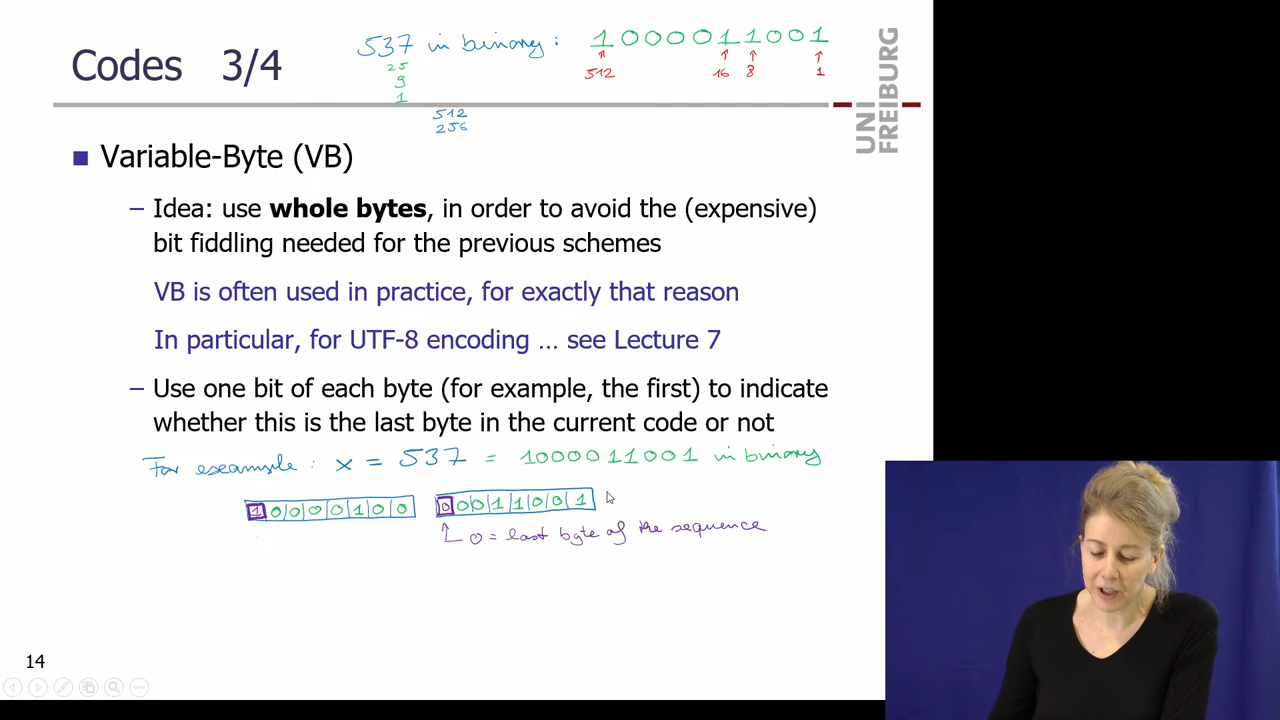 Codes 3/4
537 in binary : 1000011001
25
9
1
512 16 8 1
512
256
UNI
FREIBURG
Variable-Byte (VB)
– Idea: use whole bytes, in order to avoid the (expensive)
bit fiddling needed for the previous schemes
VB is often used in practice, for exactly that reason
In particular, for UTF-8 encoding … see Lecture 7
– Use one bit of each byte (for example, the first) to indicate
whether this is the last byte in the current code or not
For example : x = 537 = 1000011001 in binary
1 0 0 0 0 1 0 0 0 0 0 1 1 0 0 1
0 = last byte of the sequence
14